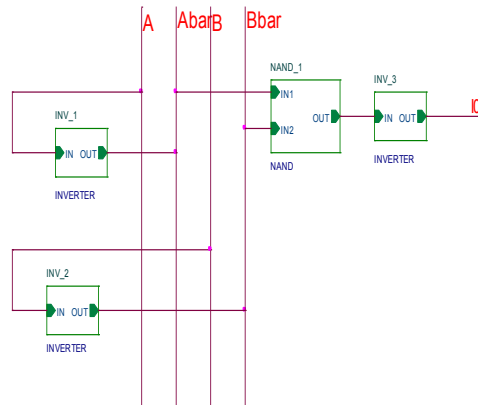 A Abar B Bbar
NAND_1
INV_3
IN1
INV_1
OUT
IN OUT
IN2
IN OUT
NAND
INVERTER
INVERTER
INV_2
IN OUT
INVERTER